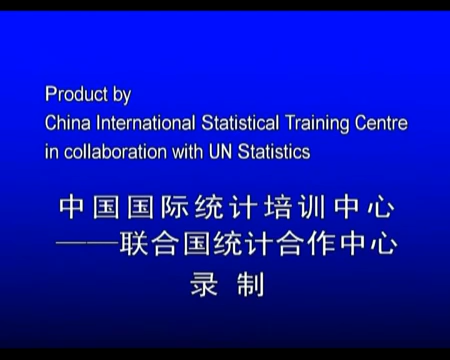 Product by
China International Statistical Training Centre
in collaboration with UN Statistics
中国国际统计培训中心
——联合国统计合作中心
录 制